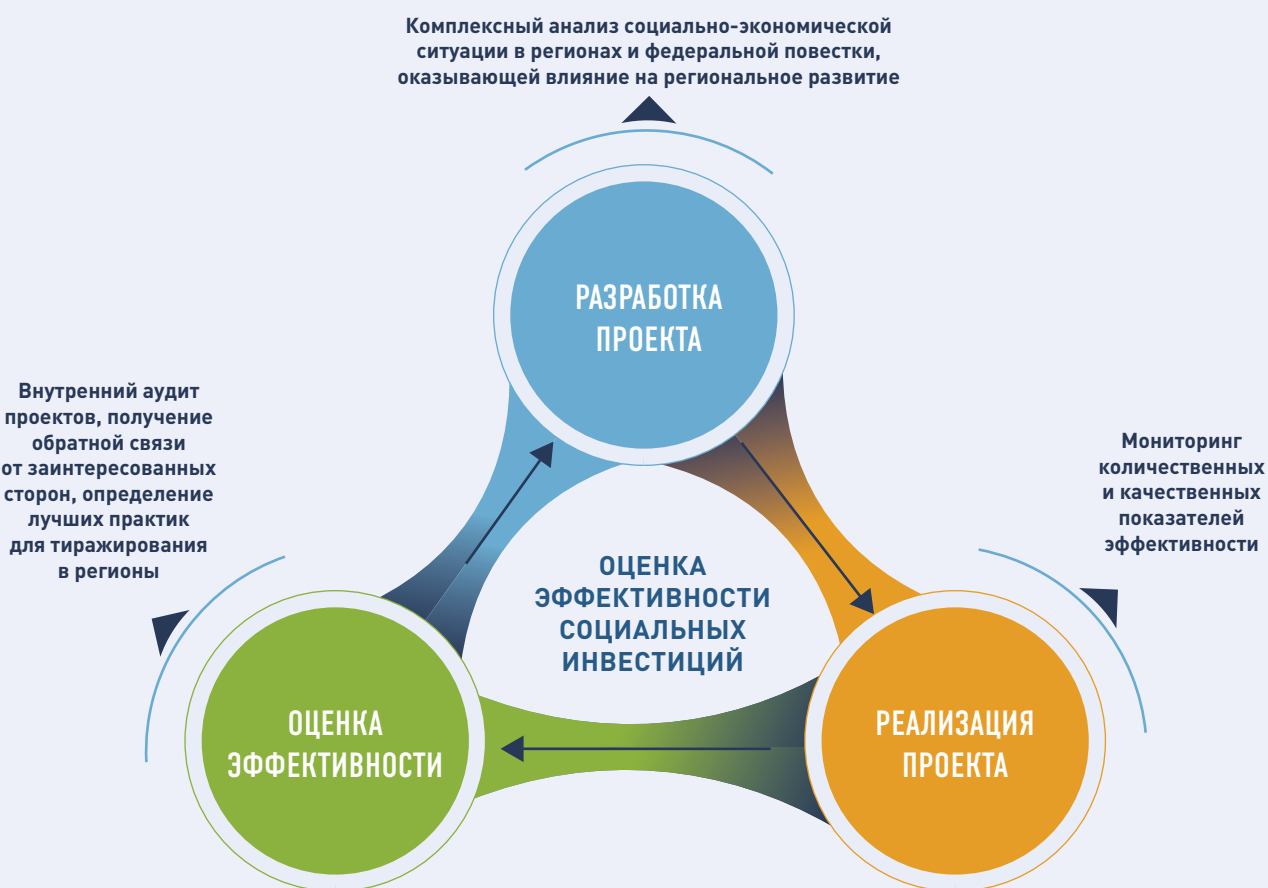 Комплексный анализ социально-экономической
ситуации в регионах и федеральной повестки,
оказывающей влияние на региональное развитие
РАЗРАБОТКА
ПРОЕКТА
Внутренний аудит
проектов, получение
обратной связи
от заинтересованных
сторон, определение
лучших практик
для тиражирования
в регионы
Мониторинг
количественных
и качественных
показателей
эффективности
ОЦЕНКА
ЭФФЕКТИВНОСТИ
СОЦИАЛЬНЫХ
ИНВЕСТИЦИЙ
ОЦЕНКА
ЭФФЕКТИВНОСТИ
РЕАЛИЗАЦИЯ
ПРОЕКТА